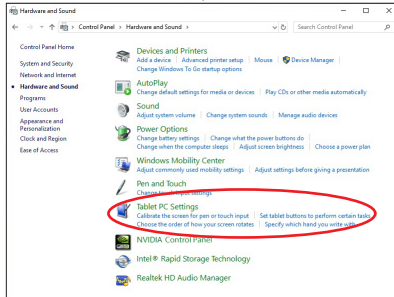 Hardware and Sound
Control Panel > Hardware and Sound >
Search Control Panel
Control Panel Home
System and Security
Network and Internet
Hardware and Sound
Programs
User Accounts
Appearance and
Personalization
Clock and Region
Ease of Access
Devices and Printers
Add a device | Advanced printer setup | Mouse | Device Manager |
Change Windows To Go startup options
AutoPlay
Change default settings for media or devices | Play CDs or other media automatically
Sound
Adjust system volume | Change system sounds | Manage audio devices
Power Options
Change battery settings | Change what the power buttons do |
Change when the computer sleeps | Adjust screen brightness | Choose a power plan
Windows Mobility Center
Adjust commonly used mobility settings | Adjust settings before giving a presentation
Pen and Touch
Change touch input settings
Tablet PC Settings
Calibrate the screen for pen or touch input | Set tablet buttons to perform certain tasks
Choose the order of how your screen rotates | Specify which hand you write with
NVIDIA Control Panel
Intel® Rapid Storage Technology
Realtek HD Audio Manager